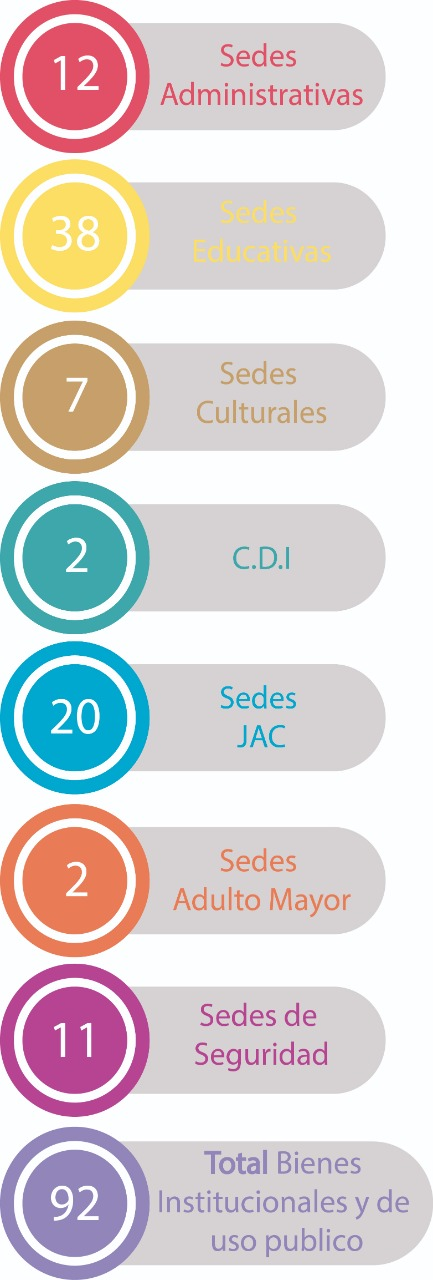 12
Sedes
Administrativas
38
Sedes
Educativas
7
Sedes
Culturales
2
C.D.I
20
Sedes
JAC
2
Sedes
Adulto Mayor
11
Sedes de
Seguridad
92
Total Bienes
Institucionales y de
uso publico